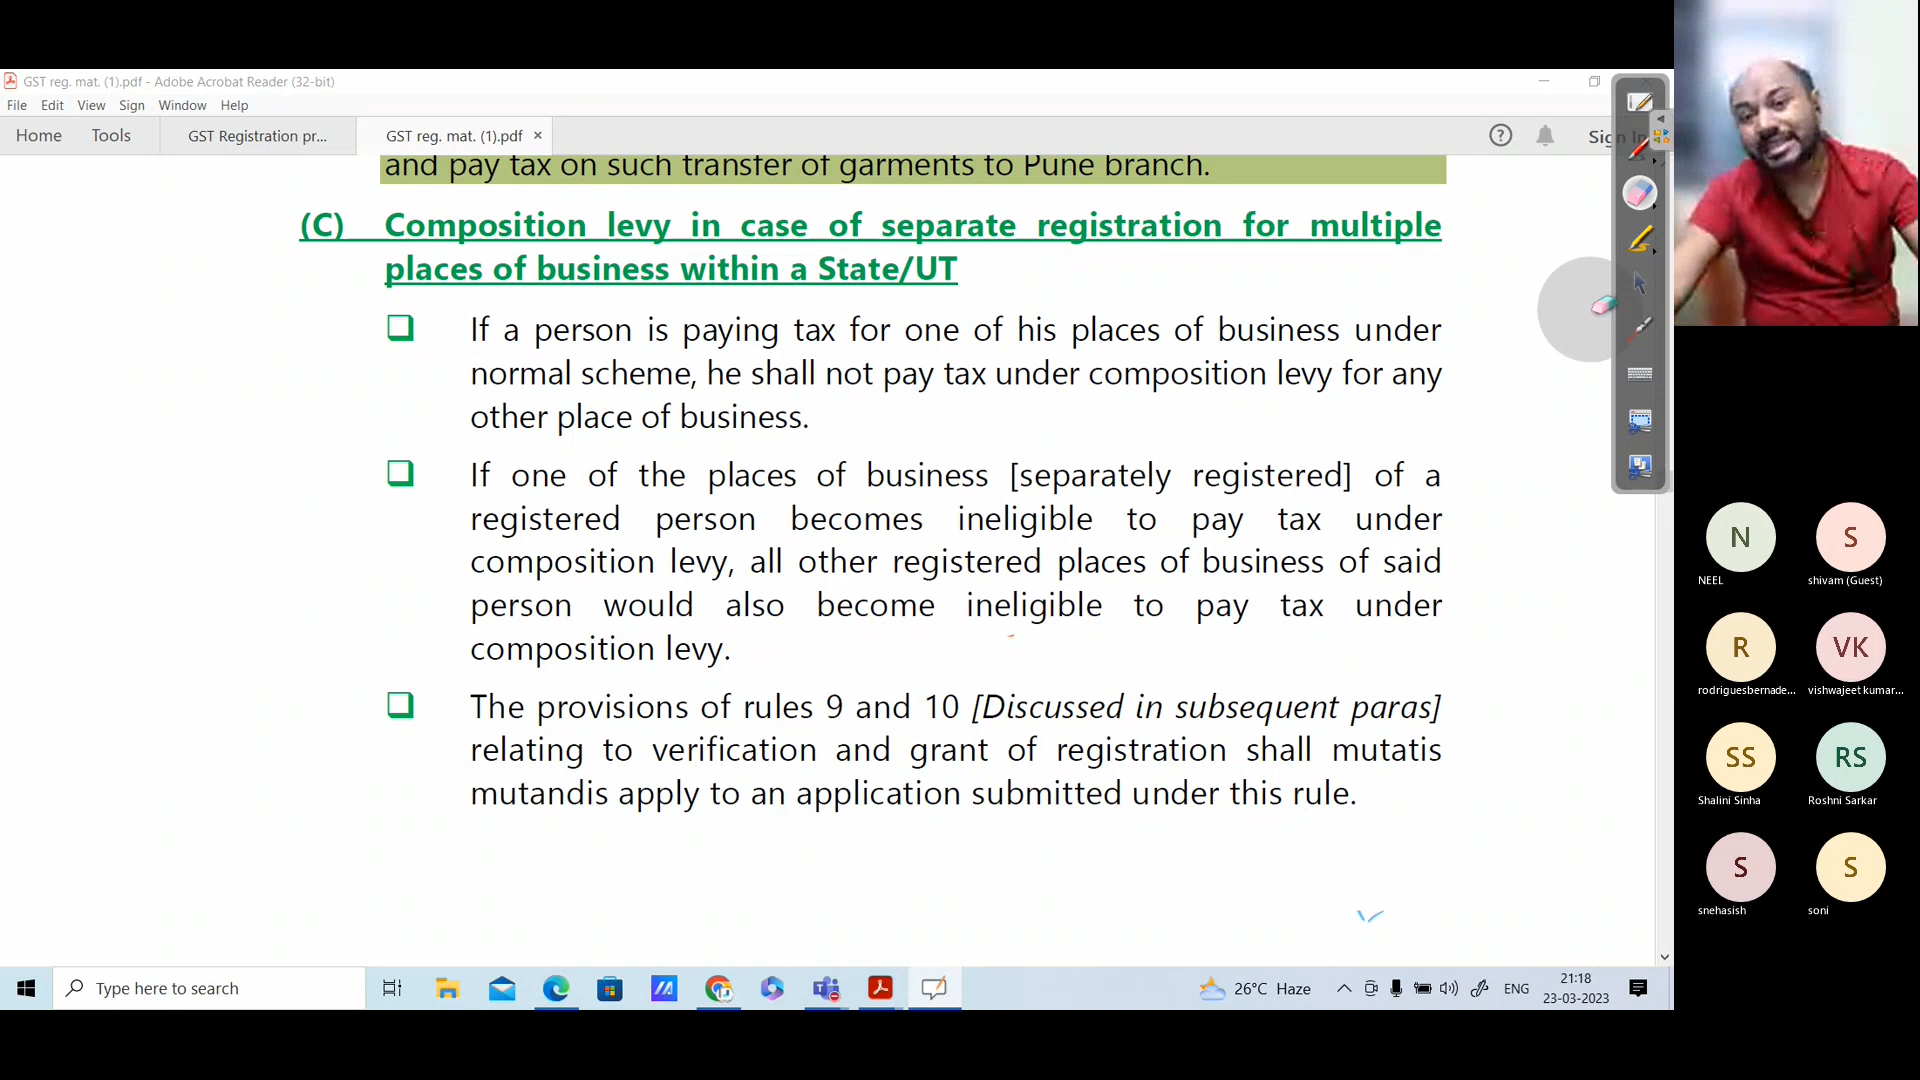 GST reg. mat. (1).pdf - Adobe Acrobat Reader (32-bit)
File Edit View Sign Window Help
Home Tools GST Registration pr... GST reg. mat. (1).pdf × Sign In
and pay tax on such transfer of garments to Pune branch.
(C) Composition levy in case of separate registration for multiple
places of business within a State/UT
If a person is paying tax for one of his places of business under
normal scheme, he shall not pay tax under composition levy for any
other place of business.
If one of the places of business [separately registered] of a
registered person becomes ineligible to pay tax under
composition levy, all other registered places of business of said
person would also become ineligible to pay tax under
composition levy.
The provisions of rules 9 and 10 [Discussed in subsequent paras]
relating to verification and grant of registration shall mutatis
mutandis apply to an application submitted under this rule.
N S
NEEL shivam (Guest)
R VK
rodriguesbernade... vishwajeet kumar...
SS RS
Shalini Sinha Roshni Sarkar
S S
snehasish soni
Type here to search 26°C Haze ENG 21:18
23-03-2023